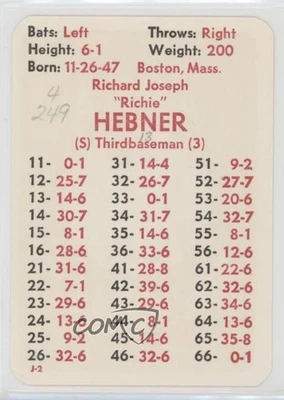 Bats: Left Throws: Right
Height: 6-1 Weight: 200
Born: 11-26-47 Boston, Mass.
Richard Joseph
"Richie"
4
249
HEBNER
13
(S) Thirdbaseman (3)
11- 0-1 31- 14-4 51- 9-2
12- 25-7 32- 26-7 52- 27-7
13- 14-6 33- 0-1 53- 20-6
14- 30-7 34- 31-7 54- 32-6
15- 8-1 35- 14-6 55- 8-1
16- 28-6 36- 33-6 56- 33-6
21- 31-6 41- 28-8 61- 32-6
22- 7-1 42- 29-6 62- 31-6
23- 29-6 43- 29-6 63- 31-6
24- 13-6 44- 8-1 64- 13-6
25- 9-2 45- 14-6 65- 35-8
26- 32-6 46- 32-6 66- 0-1
J-2